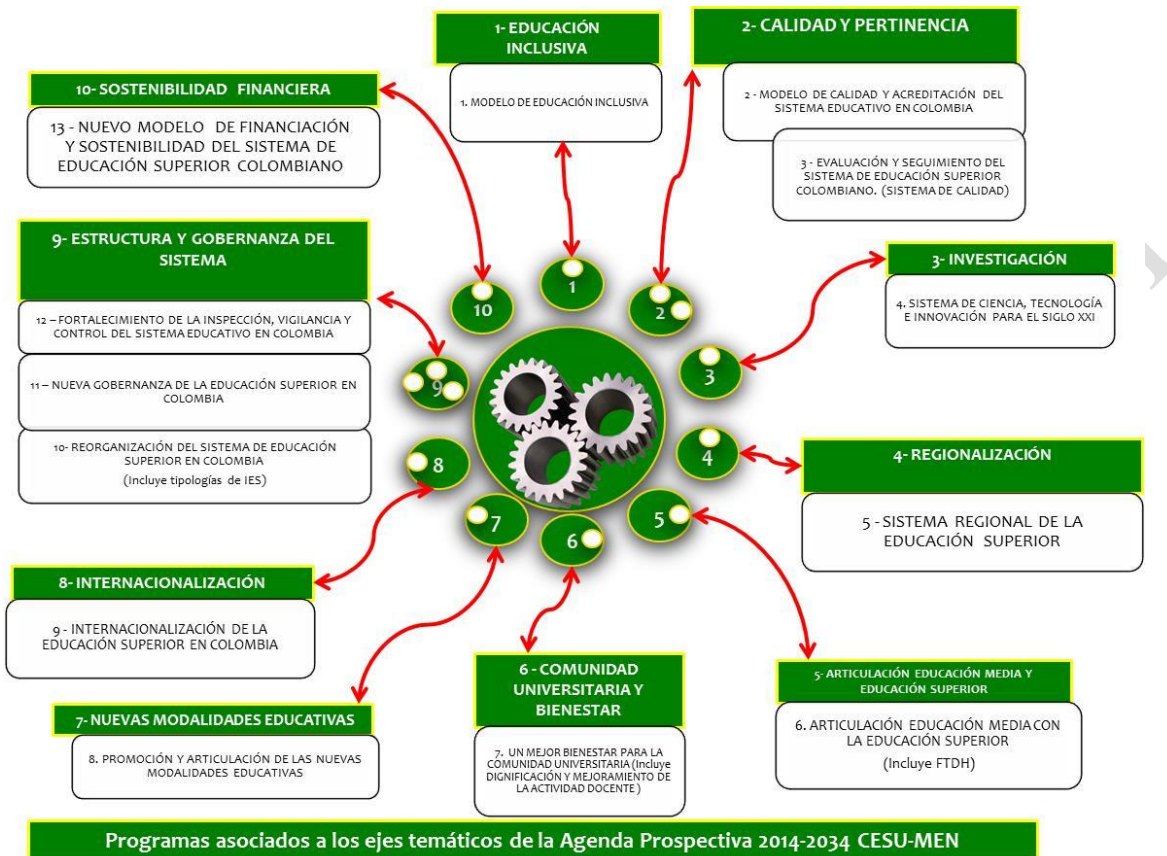 1- EDUCACIÓN
INCLUSIVA
1. MODELO DE EDUCACIÓN INCLUSIVA
2- CALIDAD Y PERTINENCIA
2 - MODELO DE CALIDAD Y ACREDITACIÓN DEL
SISTEMA EDUCATIVO EN COLOMBIA
3 - EVALUACIÓN Y SEGUIMIENTO DEL
SISTEMA DE EDUCACIÓN SUPERIOR
COLOMBIANO. (SISTEMA DE CALIDAD)
3- INVESTIGACIÓN
4. SISTEMA DE CIENCIA, TECNOLOGÍA
E INNOVACIÓN PARA EL SIGLO XXI
4- REGIONALIZACIÓN
5 - SISTEMA REGIONAL DE LA
EDUCACIÓN SUPERIOR
5- ARTICULACIÓN EDUCACIÓN MEDIA Y
EDUCACIÓN SUPERIOR
6. ARTICULACIÓN EDUCACIÓN MEDIA CON
LA EDUCACIÓN SUPERIOR
(Incluye FTDH)
6 - COMUNIDAD
UNIVERSITARIA Y
BIENESTAR
7. UN MEJOR BIENESTAR PARA LA
COMUNIDAD UNIVERSITARIA (Incluye
DIGNIFICACIÓN Y MEJORAMIENTO DE
LA ACTIVIDAD DOCENTE )
7- NUEVAS MODALIDADES EDUCATIVAS
8. PROMOCIÓN Y ARTICULACIÓN DE LAS NUEVAS
MODALIDADES EDUCATIVAS
8- INTERNACIONALIZACIÓN
9 - INTERNACIONALIZACIÓN DE LA
EDUCACIÓN SUPERIOR EN COLOMBIA
9- ESTRUCTURA Y GOBERNANZA DEL
SISTEMA
12 – FORTALECIMIENTO DE LA INSPECCIÓN, VIGILANCIA Y
CONTROL DEL SISTEMA EDUCATIVO EN COLOMBIA
11 – NUEVA GOBERNANZA DE LA EDUCACIÓN SUPERIOR EN
COLOMBIA
10- REORGANIZACIÓN DEL SISTEMA DE EDUCACIÓN
SUPERIOR EN COLOMBIA
(Incluye tipologías de IES)
10- SOSTENIBILIDAD FINANCIERA
13 - NUEVO MODELO DE FINANCIACIÓN
Y SOSTENIBILIDAD DEL SISTEMA DE
EDUCACIÓN SUPERIOR COLOMBIANO
1
2
3
4
5
6
7
8
9
10
Programas asociados a los ejes temáticos de la Agenda Prospectiva 2014-2034 CESU-MEN